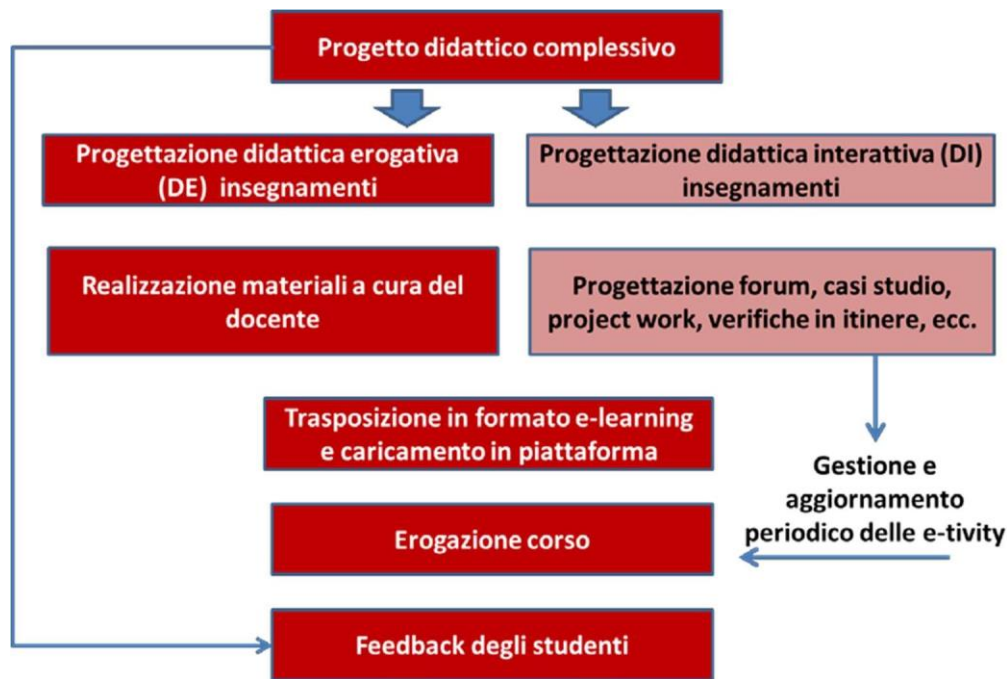 Progetto didattico complessivo
Progettazione didattica erogativa
(DE) insegnamenti
Progettazione didattica interattiva (DI)
insegnamenti
Realizzazione materiali a cura del
docente
Progettazione forum, casi studio,
project work, verifiche in itinere, ecc.
Trasposizione in formato e-learning
e caricamento in piattaforma
Gestione e
aggiornamento
periodico delle e-tivity
Erogazione corso
Feedback degli studenti